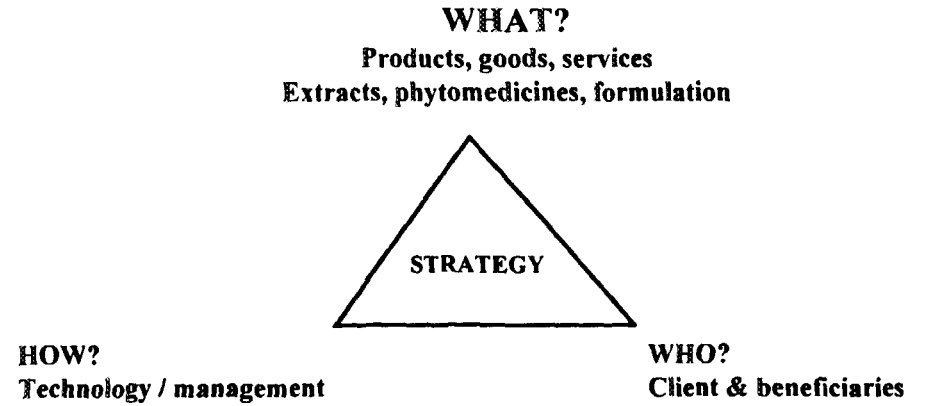 WHAT?
Products, goods, services
Extracts, phytomedicines, formulation
STRATEGY
HOW?
Technology / management
WHO?
Client & beneficiaries